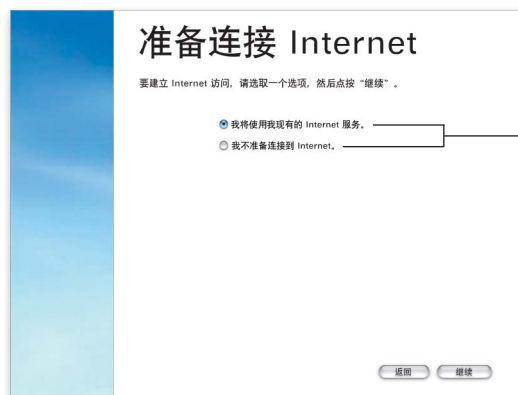 准备连接 Internet
要建立 Internet 访问，请选取一个选项，然后点按“继续”。
我将使用我现有的 Internet 服务。
我不准备连接到 Internet。
返回 继续